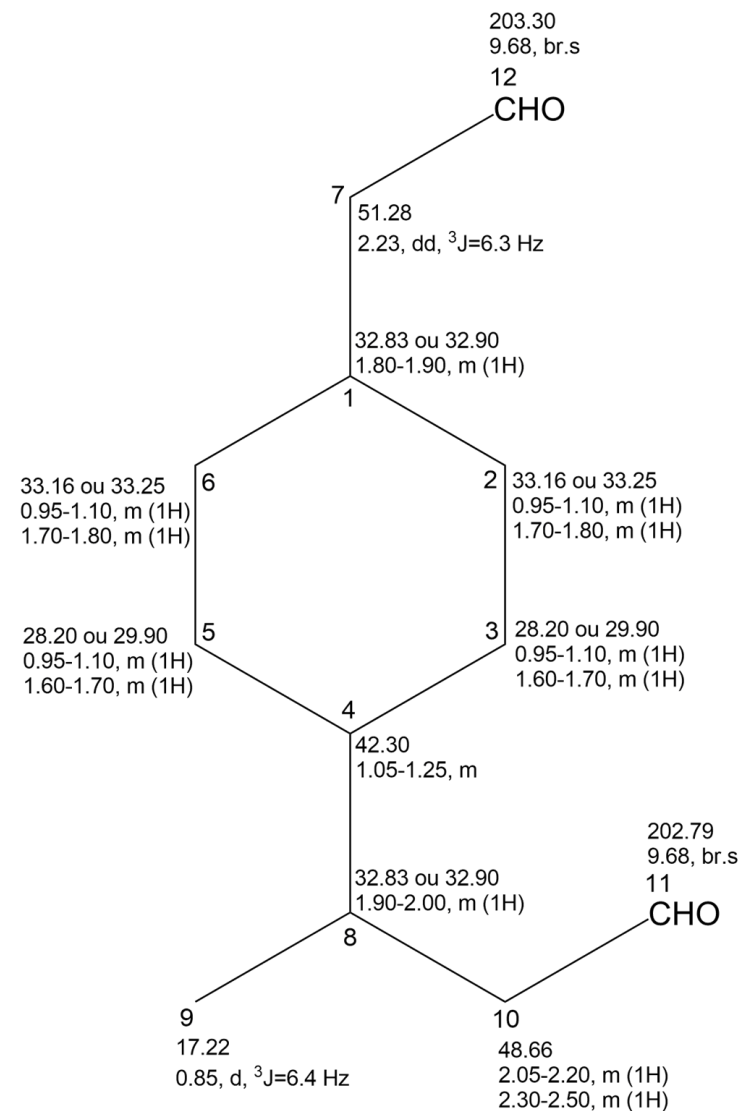 203.30
9.68, br.s
12
CHO
7
51.28
2.23, dd, ³J=6.3 Hz
32.83 ou 32.90
1.80-1.90, m (1H)
1
33.16 ou 33.25
0.95-1.10, m (1H)
1.70-1.80, m (1H)
6
2
33.16 ou 33.25
0.95-1.10, m (1H)
1.70-1.80, m (1H)
28.20 ou 29.90
0.95-1.10, m (1H)
1.60-1.70, m (1H)
5
3
28.20 ou 29.90
0.95-1.10, m (1H)
1.60-1.70, m (1H)
4
42.30
1.05-1.25, m
202.79
9.68, br.s
11
CHO
32.83 ou 32.90
1.90-2.00, m (1H)
8
9
17.22
0.85, d, ³J=6.4 Hz
10
48.66
2.05-2.20, m (1H)
2.30-2.50, m (1H)